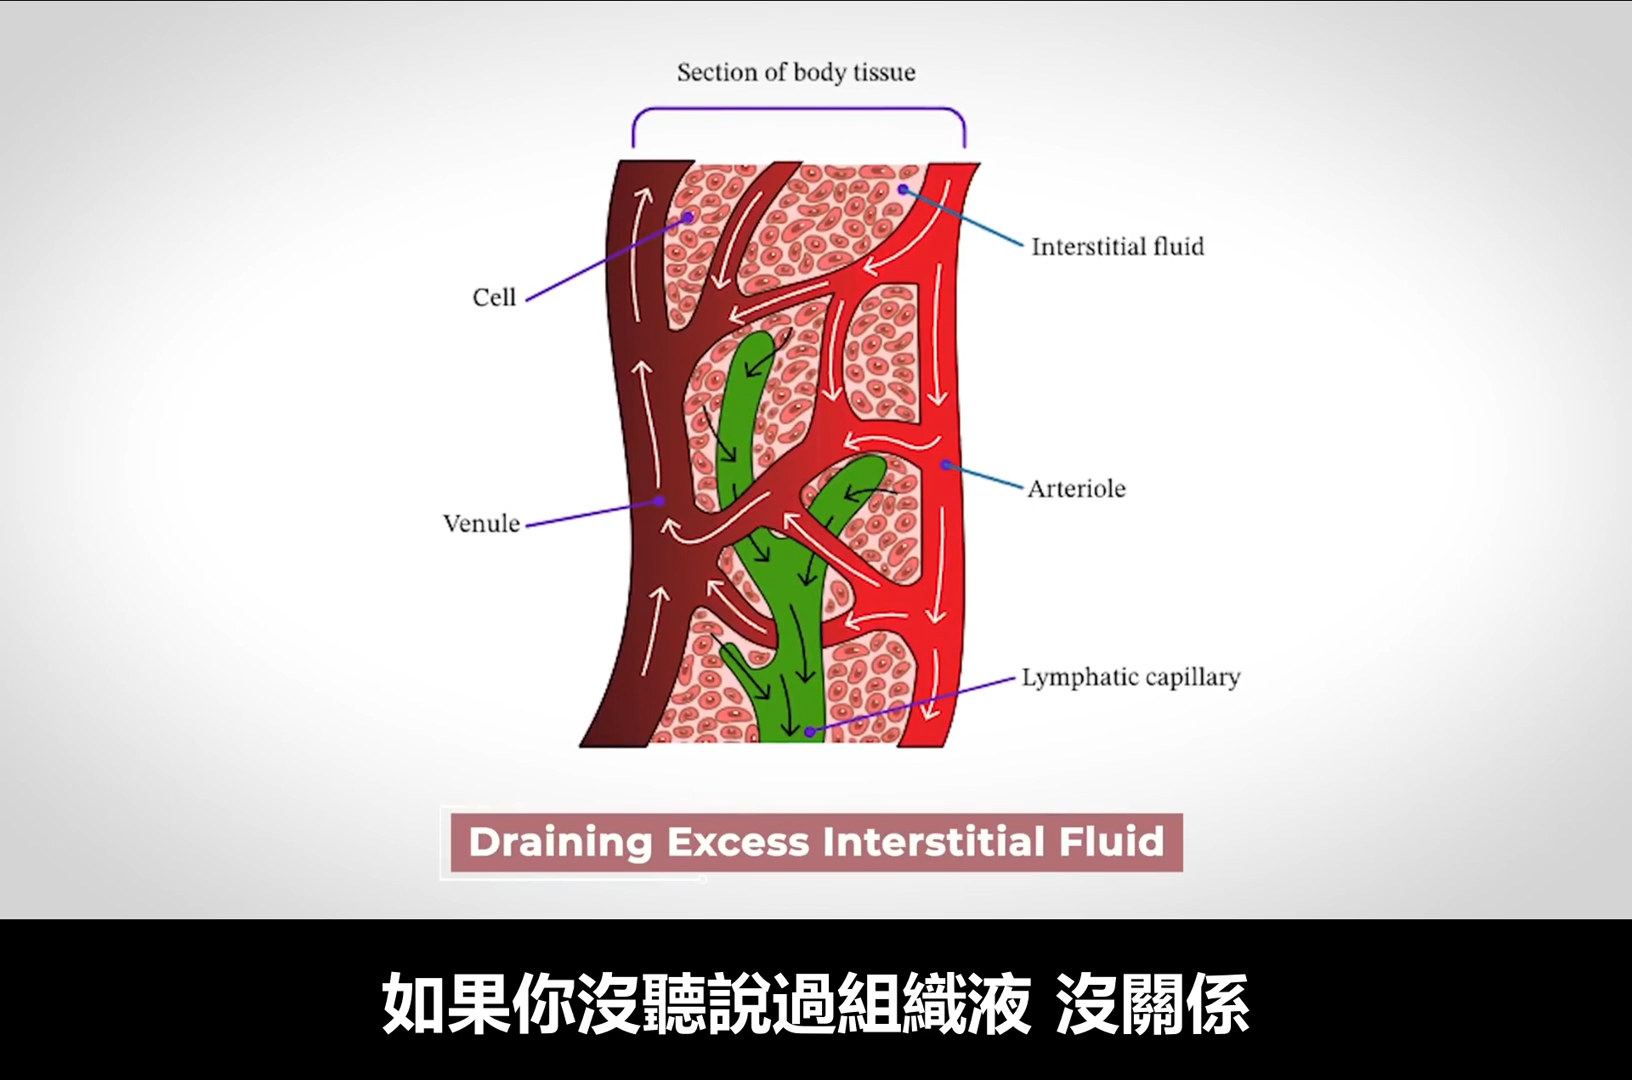 Section of body tissue
Interstitial fluid
Cell
Arteriole
Venule
Lymphatic capillary
Draining Excess Interstitial Fluid
如果你沒聽說過組織液 沒關係